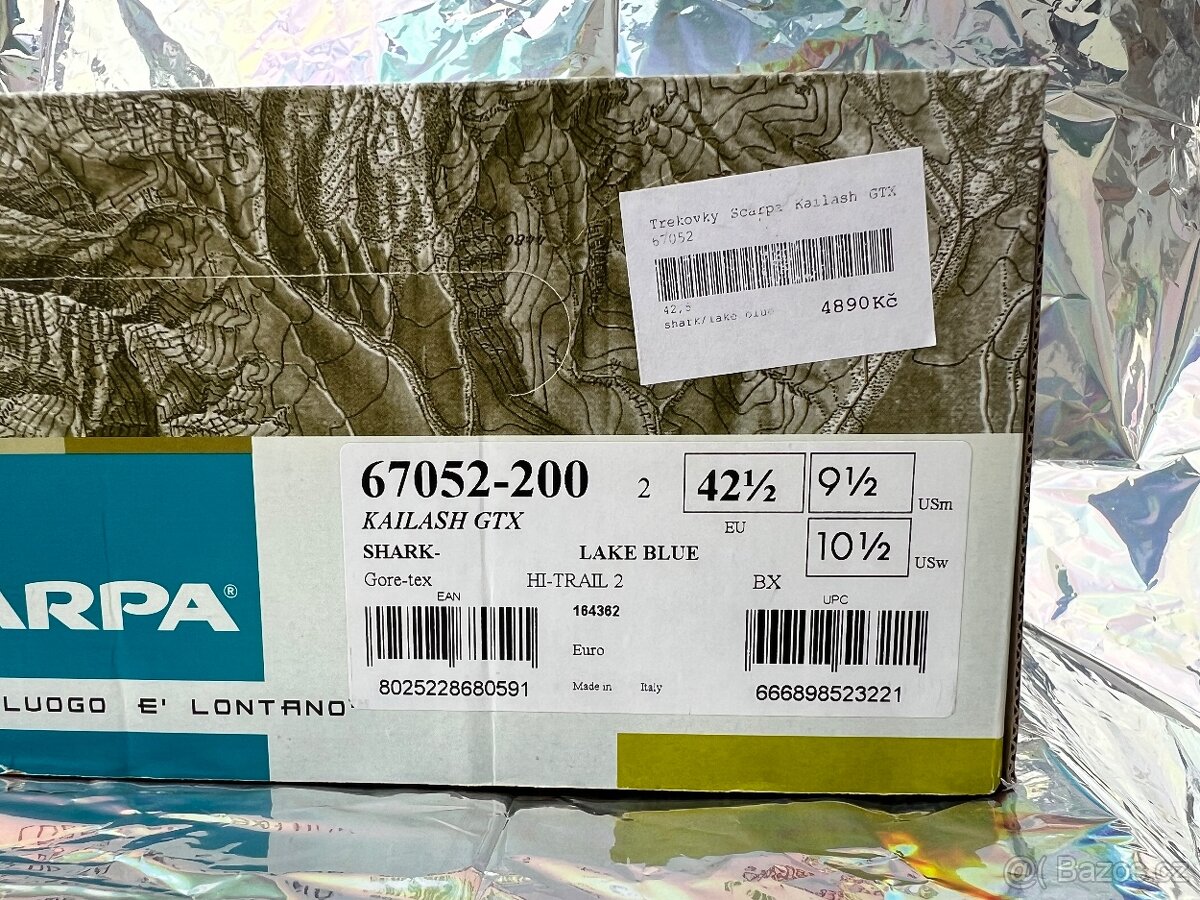 Trekovky Scarpa Kailash GTX
67052
42,5
shark/lake blue
4890Kč
67052-200 2 42½ 9½ USm
KAILASH GTX EU
10½ USw
SHARK- LAKE BLUE
Gore-tex HI-TRAIL 2 BX
EAN 164362 UPC
Euro
8025228680591 Made in Italy 666898523221
ARPA®
LUOGO E' LONTANO
Bazoš.cz